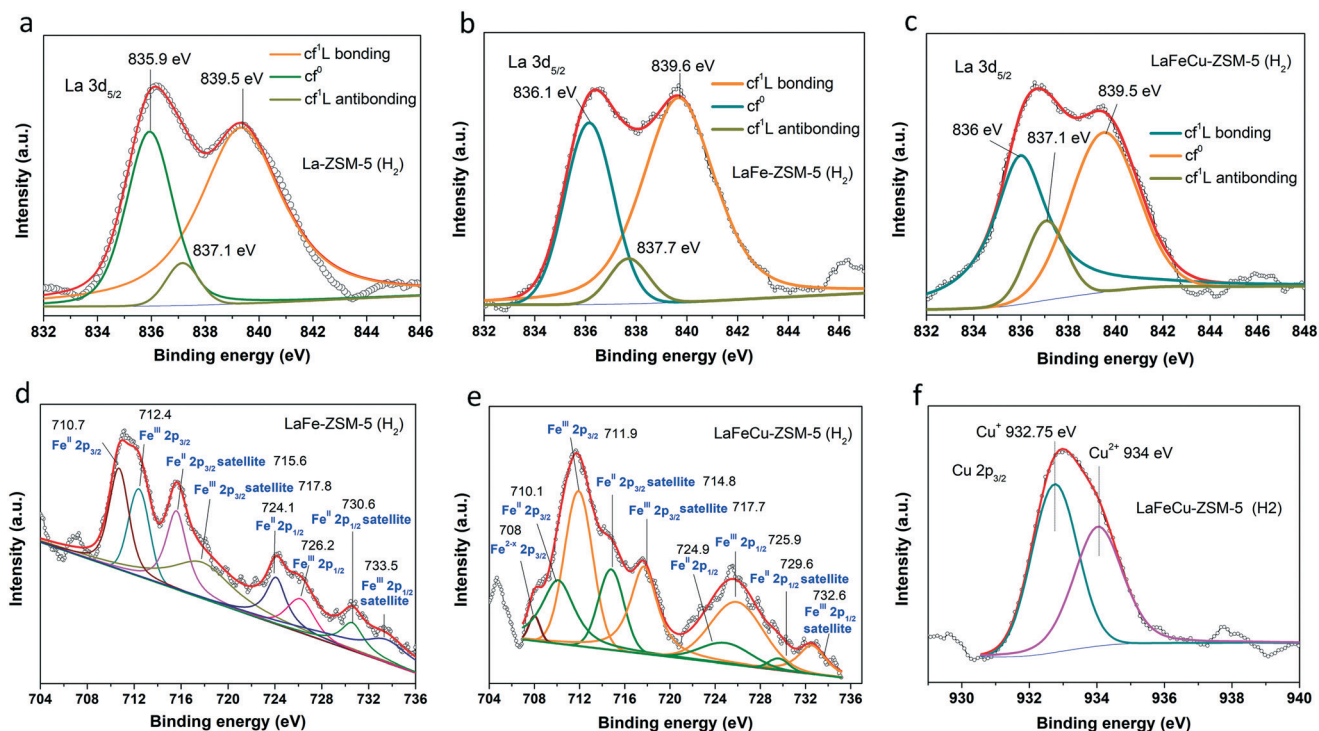 a
835.9 eV
839.5 eV
La 3d5/2
cf1L bonding
cf0
cf1L antibonding
La-ZSM-5 (H2)
837.1 eV
Intensity (a.u.)
832 834 836 838 840 842 844 846
Binding energy (eV)
b
La 3d5/2
836.1 eV
839.6 eV
cf1L bonding
cf0
cf1L antibonding
LaFe-ZSM-5 (H2)
837.7 eV
Intensity (a.u.)
832 834 836 838 840 842 844 846
Binding energy (eV)
c
La 3d5/2
LaFeCu-ZSM-5 (H2)
839.5 eV
836 eV
837.1 eV
cf1L bonding
cf0
cf1L antibonding
Intensity (a.u.)
832 834 836 838 840 842 844 846 848
Binding energy (eV)
d
LaFe-ZSM-5 (H2)
710.7
FeII 2p3/2
712.4
FeIII 2p3/2
FeII 2p3/2 satellite 715.6
FeIII 2p3/2 satellite 717.8
724.1
FeII 2p1/2
726.2
FeIII 2p1/2
730.6
FeII 2p1/2 satellite
733.5
FeIII 2p1/2
satellite
Intensity (a.u.)
704 708 712 716 720 724 728 732 736
Binding energy (eV)
e
LaFeCu-ZSM-5 (H2)
708
Fe2-x 2p3/2
710.1
FeII 2p3/2
FeIII 2p3/2 711.9
FeII 2p3/2 satellite 714.8
FeIII 2p3/2 satellite 717.7
724.9
FeII 2p1/2
FeIII 2p1/2 725.9
FeII 2p1/2 satellite 729.6
732.6
FeIII 2p1/2
satellite
Intensity (a.u.)
704 708 712 716 720 724 728 732 736
Binding energy (eV)
f
Cu+ 932.75 eV
Cu2+ 934 eV
Cu 2p3/2
LaFeCu-ZSM-5 (H2)
Intensity (a.u.)
930 932 934 936 938 940
Binding energy (eV)